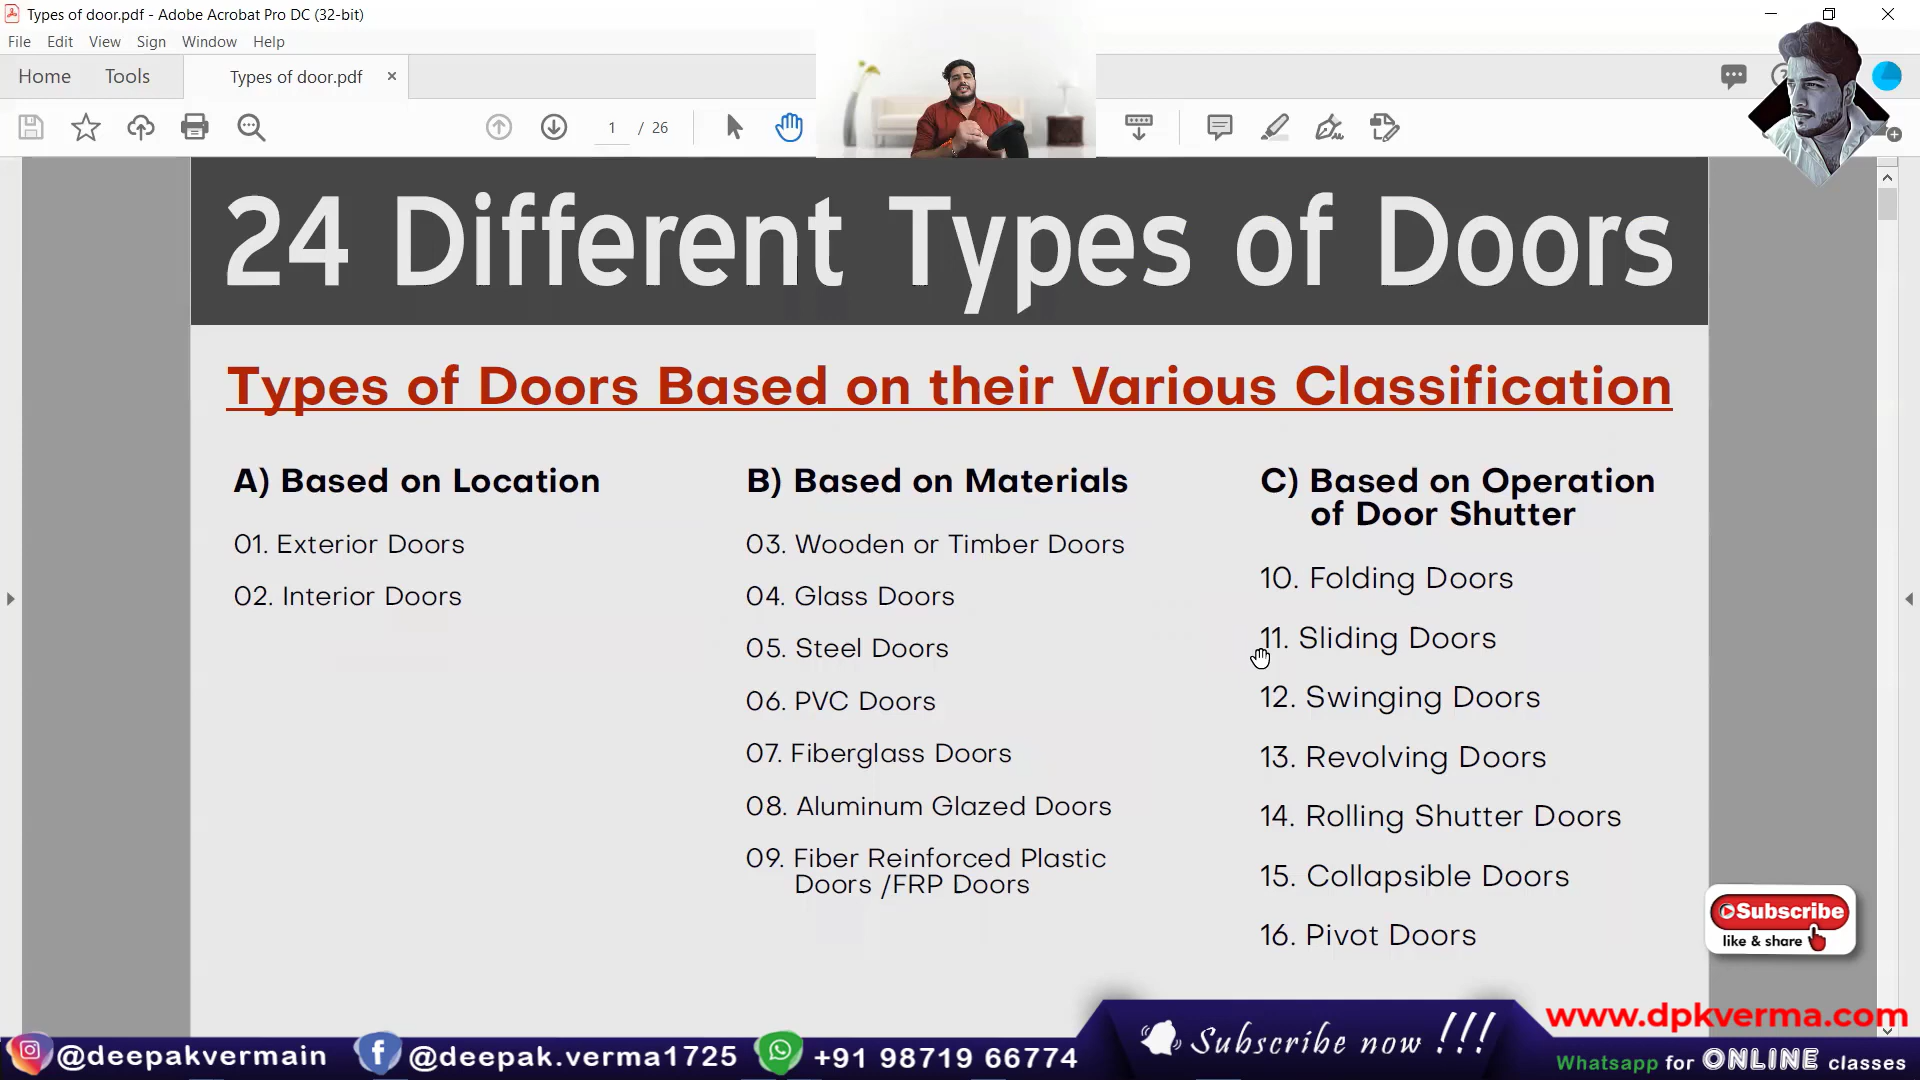 Types of door.pdf - Adobe Acrobat Pro DC (32-bit)
File Edit View Sign Window Help
Home Tools Types of door.pdf ×
1 / 26
24 Different Types of Doors
Types of Doors Based on their Various Classification
A) Based on Location
01. Exterior Doors
02. Interior Doors
B) Based on Materials
03. Wooden or Timber Doors
04. Glass Doors
05. Steel Doors
06. PVC Doors
07. Fiberglass Doors
08. Aluminum Glazed Doors
09. Fiber Reinforced Plastic
Doors /FRP Doors
C) Based on Operation
of Door Shutter
10. Folding Doors
11. Sliding Doors
12. Swinging Doors
13. Revolving Doors
14. Rolling Shutter Doors
15. Collapsible Doors
16. Pivot Doors
Subscribe
like & share
@deepakvermain
@deepak.verma1725
+91 98719 66774
Subscribe now !!!
www.dpkverma.com
Whatsapp for ONLINE classes